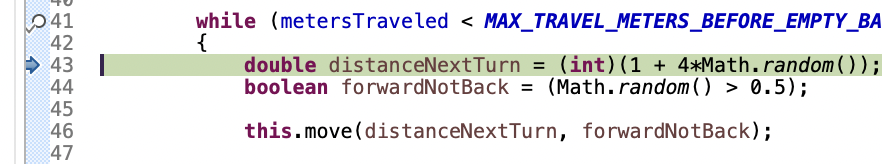 41 while (metersTraveled < MAX_TRAVEL_METERS_BEFORE_EMPTY_BA
42 {
43 double distanceNextTurn = (int)(1 + 4*Math.random());
44 boolean forwardNotBack = (Math.random() > 0.5);
45
46 this.move(distanceNextTurn, forwardNotBack);
47